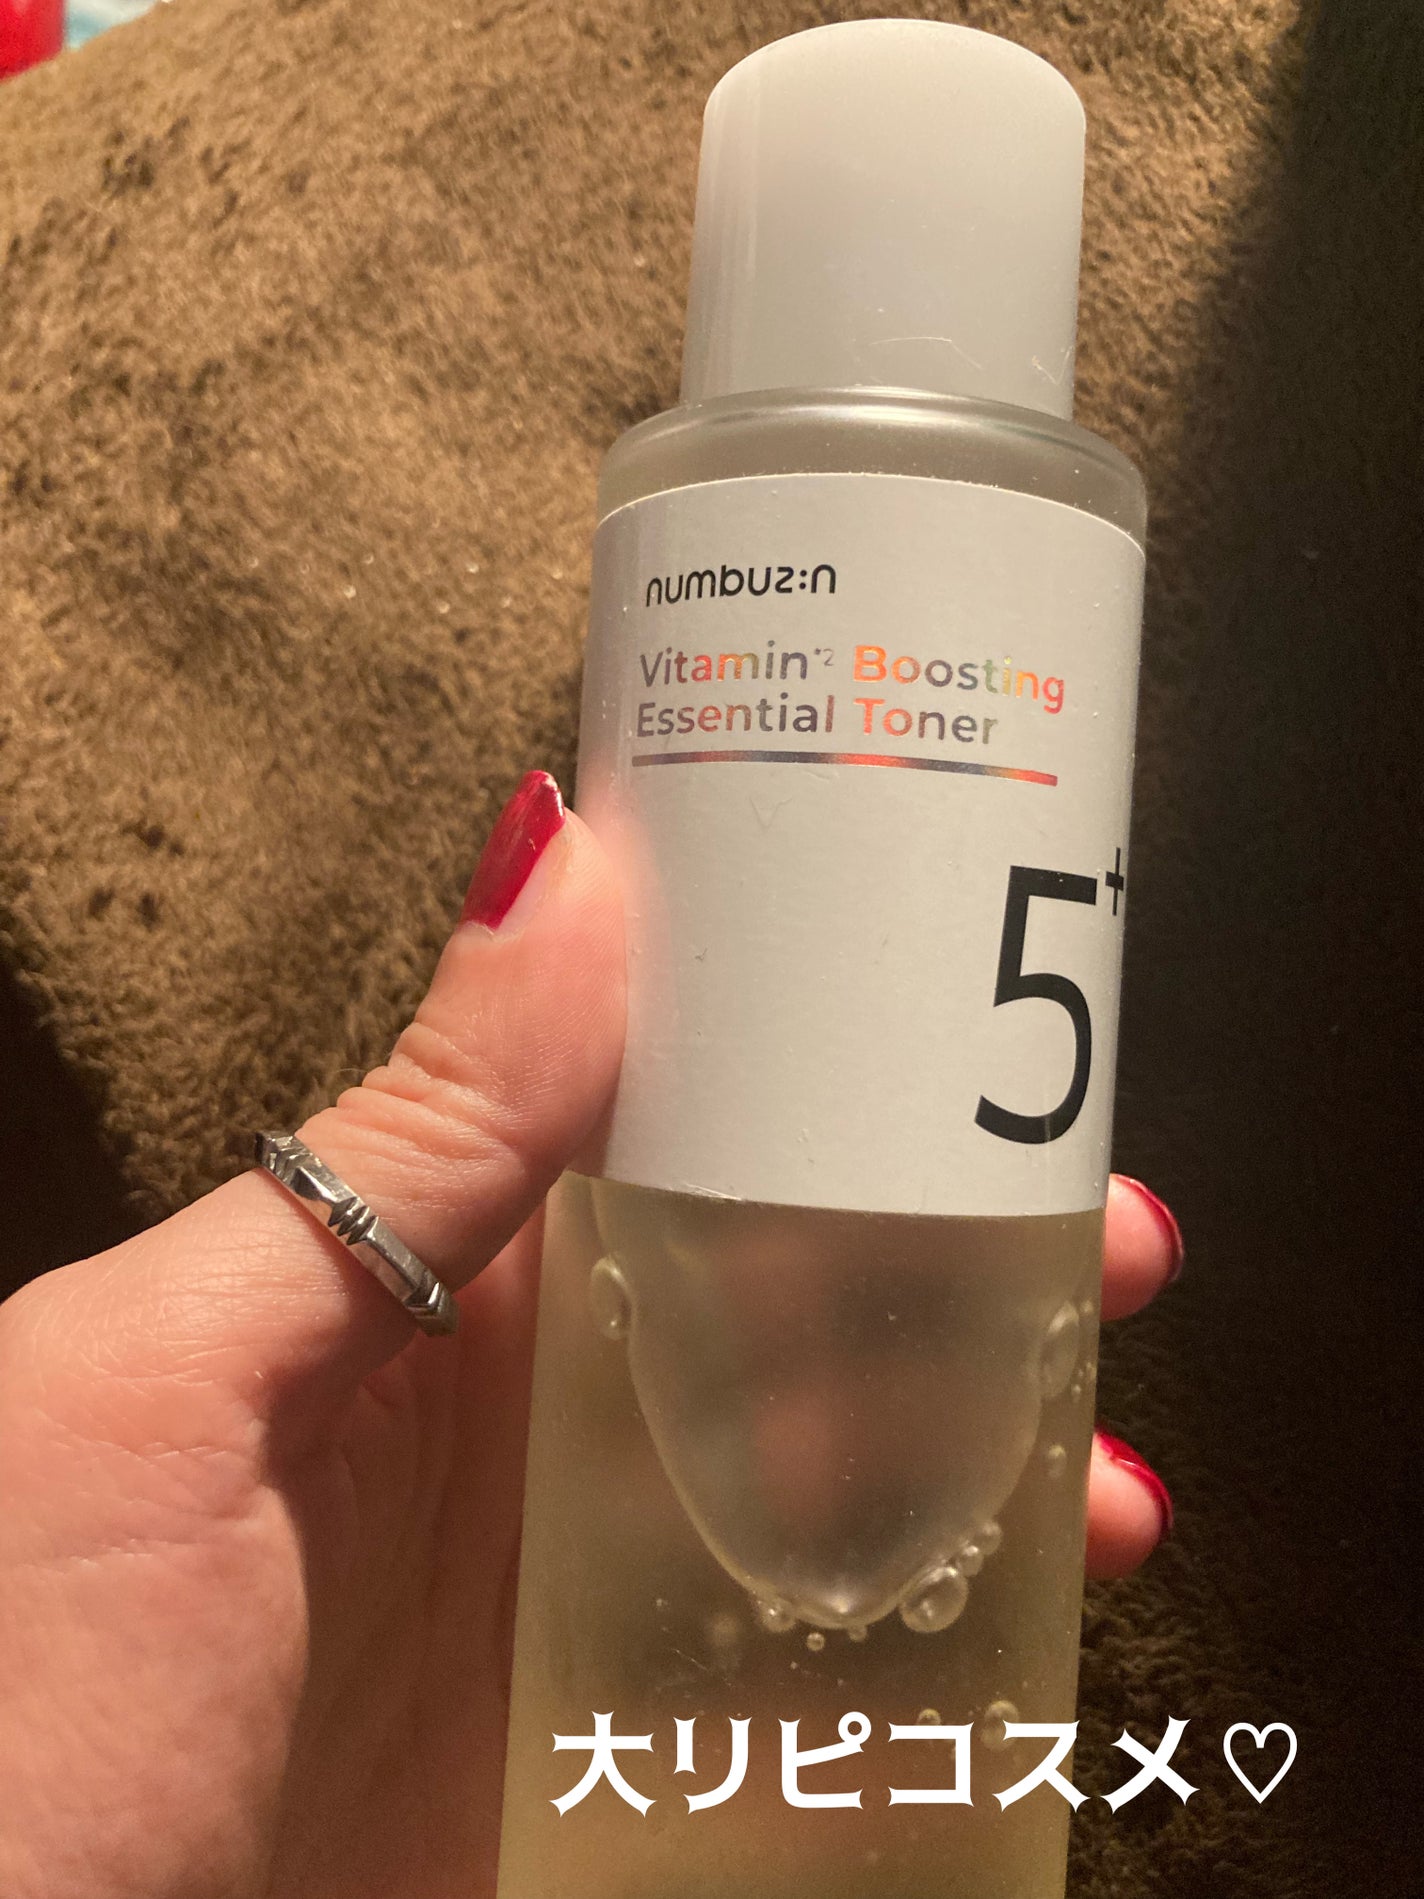 numbuz:n
Vitamin*2 Boosting
Essential Toner
5+
大リピコスメ♡